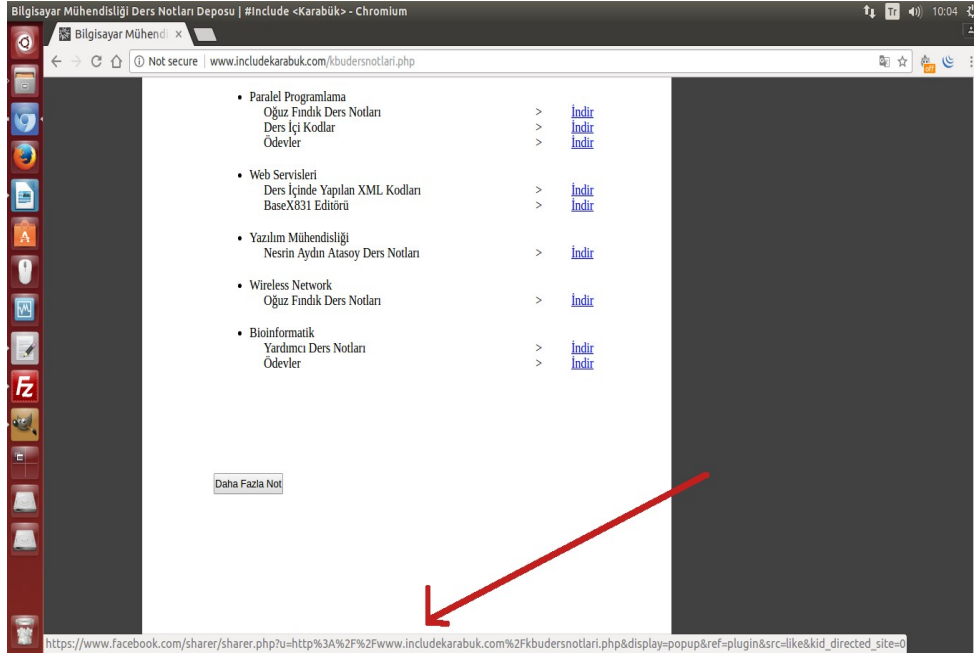 Bilgisayar Mühendisliği Ders Notları Deposu | #Include <Karabük> - Chromium
Tr 10:04
Bilgisayar Mühendi
Not secure | www.includekarabuk.com/kbudersnotlari.php
off
• Paralel Programlama
Oğuz Fındık Ders Notları > İndir
Ders İçi Kodlar > İndir
Ödevler > İndir
• Web Servisleri
Ders İçinde Yapılan XML Kodları > İndir
BaseX831 Editörü > İndir
• Yazılım Mühendisliği
Nesrin Aydın Atasoy Ders Notları > İndir
• Wireless Network
Oğuz Fındık Ders Notları > İndir
• Bioinformatik
Yardımcı Ders Notları > İndir
Ödevler > İndir
Daha Fazla Not
https://www.facebook.com/sharer/sharer.php?u=http%3A%2F%2Fwww.includekarabuk.com%2Fkbudersnotlari.php&display=popup&ref=plugin&src=like&kid_directed_site=0